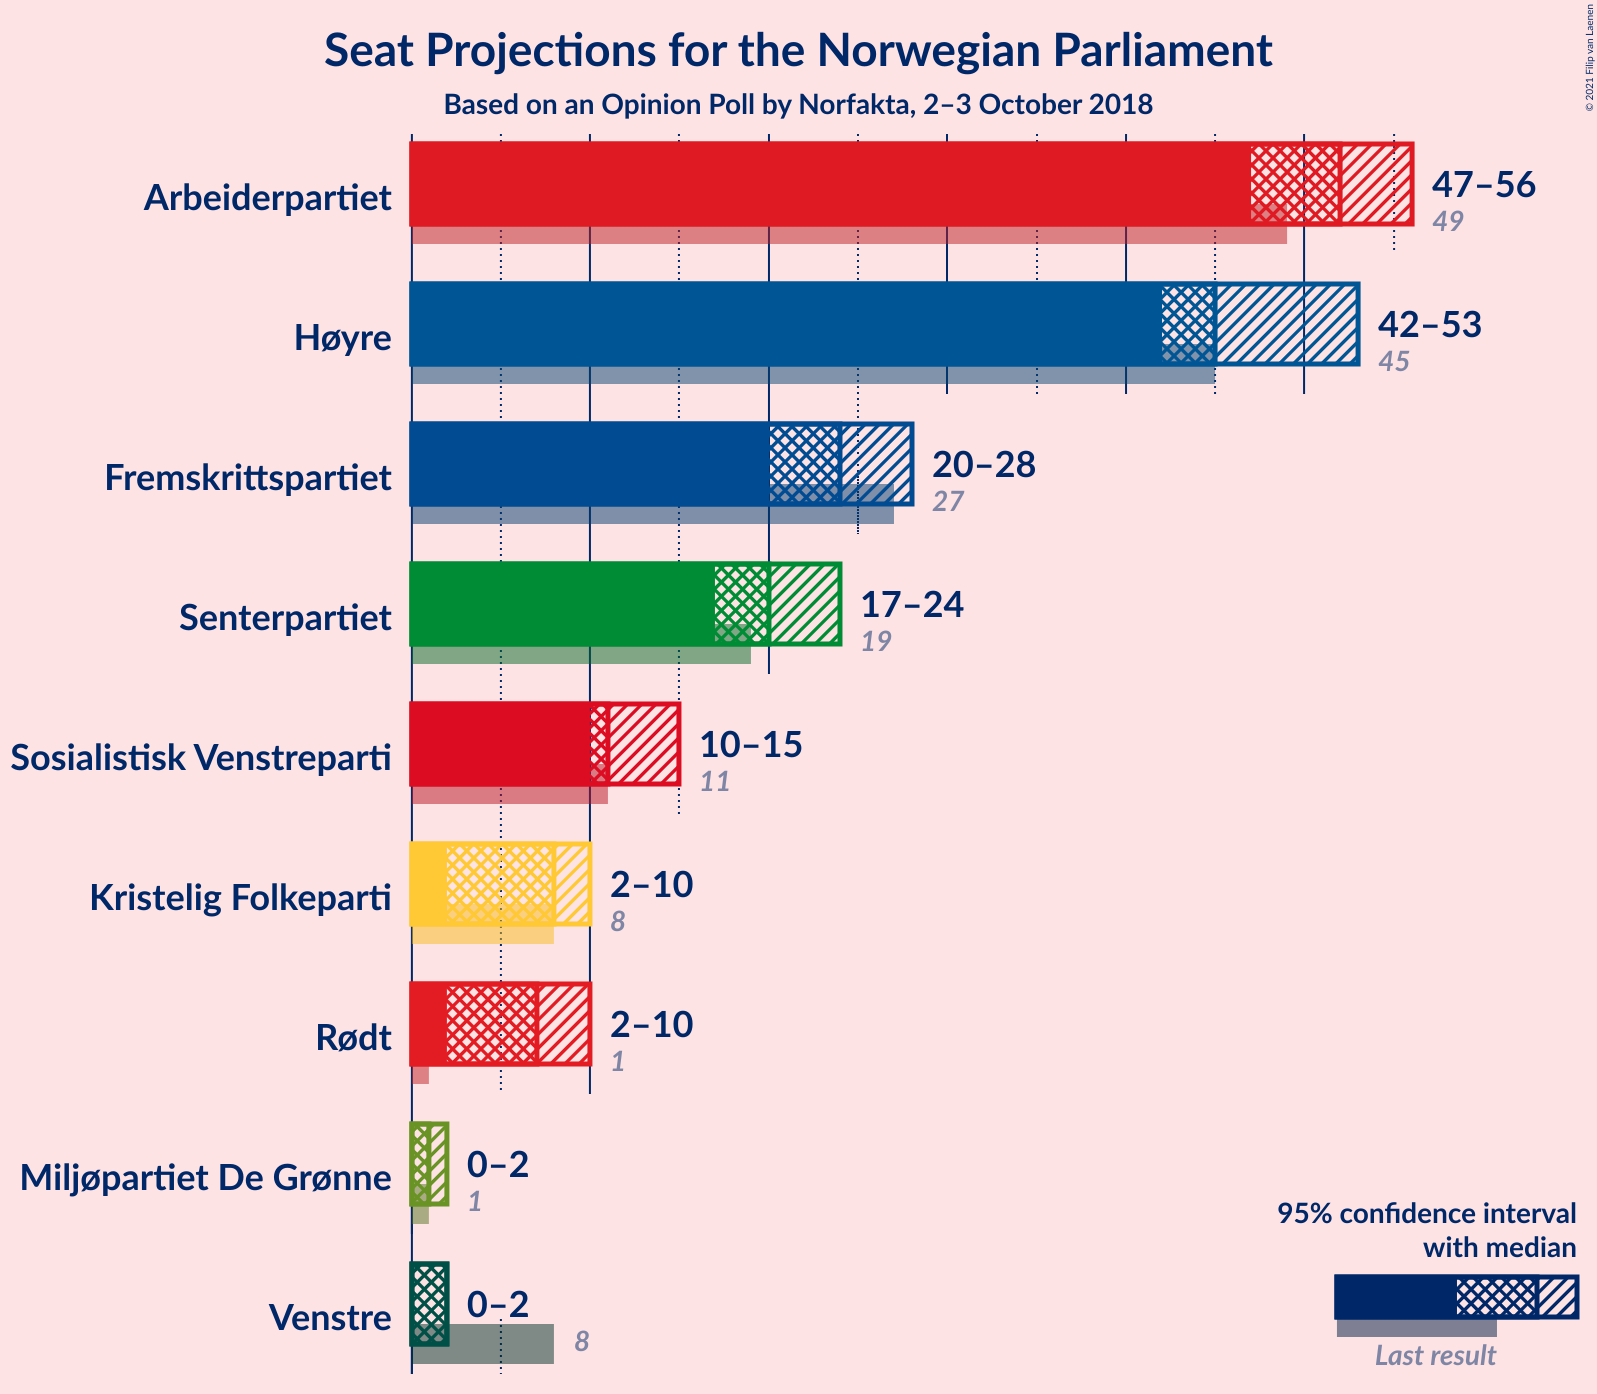 Seat Projections for the Norwegian Parliament
Based on an Opinion Poll by Norfakta, 2–3 October 2018
© 2021 Filip van Laenen
Arbeiderpartiet
47–56
49
Høyre
42–53
45
Fremskrittspartiet
20–28
27
Senterpartiet
17–24
19
Sosialistisk Venstreparti
10–15
11
Kristelig Folkeparti
2–10
8
Rødt
2–10
1
Miljøpartiet De Grønne
0–2
1
Venstre
0–2
8
95% confidence interval
with median
Last result